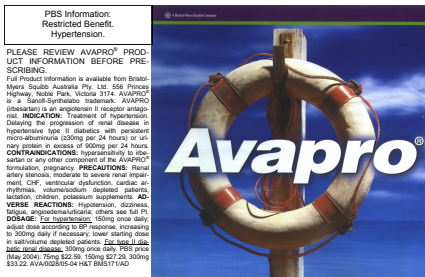 PBS Information:
Restricted Benefit.
Hypertension.
PLEASE REVIEW AVAPRO® PROD-
UCT INFORMATION BEFORE PRE-
SCRIBING.
Full Product Information is available from Bristol-
Myers Squibb Australia Pty. Ltd. 556 Princes
Highway, Noble Park, Victoria 3174. AVAPRO®
is a Sanofi-Synthelabo trademark. AVAPRO
(irbesartan) is an angiotensin II receptor antago-
nist. INDICATION: Treatment of hypertension.
Delaying the progression of renal disease in
hypertensive type II diabetics with persistent
micro-albuminuria (≥30mg per 24 hours) or uri-
nary protein in excess of 900mg per 24 hours.
CONTRAINDICATIONS: hypersensitivity to irbe-
sartan or any other component of the AVAPRO®
formulation, pregnancy. PRECAUTIONS: Renal
artery stenosis, moderate to severe renal impair-
ment, CHF, ventricular dysfunction, cardiac ar-
rhythmias, volume/sodium depleted patients,
lactation, children, potassium supplements. AD-
VERSE REACTIONS: Hypotension, dizziness,
fatigue, angioedema/urticaria; others see full PI.
DOSAGE: For hypertension: 150mg once daily;
adjust dose according to BP response, increasing
to 300mg daily if necessary; lower starting dose
in salt/volume depleted patients. For type II dia-
betic renal disease: 300mg once daily. PBS price
(May 2004): 75mg $22.59, 150mg $27.29, 300mg
$33.22. AVA/0028/05-04 H&T BMS171/AD
A Bristol-Myers Squibb Company
Avapro®